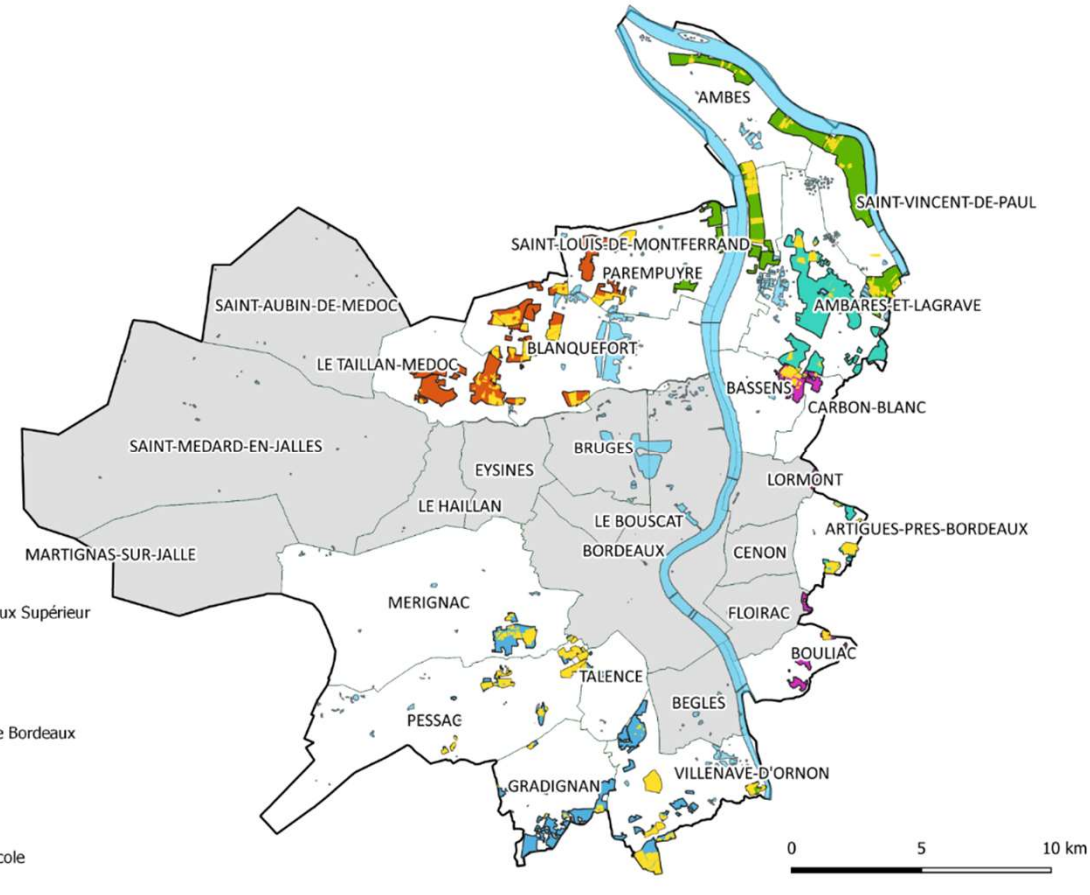 AMBES
SAINT-VINCENT-DE-PAUL
SAINT-LOUIS-DE-MONTFERRAND
PAREMPUYRE
SAINT-AUBIN-DE-MEDOC
AMBARES-ET-LAGRAVE
BLANQUEFORT
LE TAILLAN-MEDOC
BASSENS
CARBON-BLANC
SAINT-MEDARD-EN-JALLES
BRUGES
EYSINES
LORMONT
LE HAILLAN
LE BOUSCAT
ARTIGUES-PRES-BORDEAUX
MARTIGNAS-SUR-JALLE
BORDEAUX
CENON
MERIGNAC
ux Supérieur
FLOIRAC
BOULIAC
TALENCE
BEGLES
PESSAC
e Bordeaux
VILLENAVE-D'ORNON
GRADIGNAN
0 5 10 km
cole